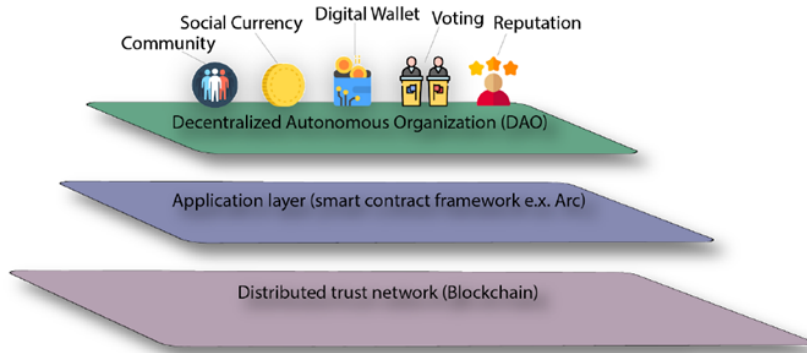 Community
Social Currency
Digital Wallet
Voting
Reputation
Decentralized Autonomous Organization (DAO)
Application layer (smart contract framework e.x. Arc)
Distributed trust network (Blockchain)